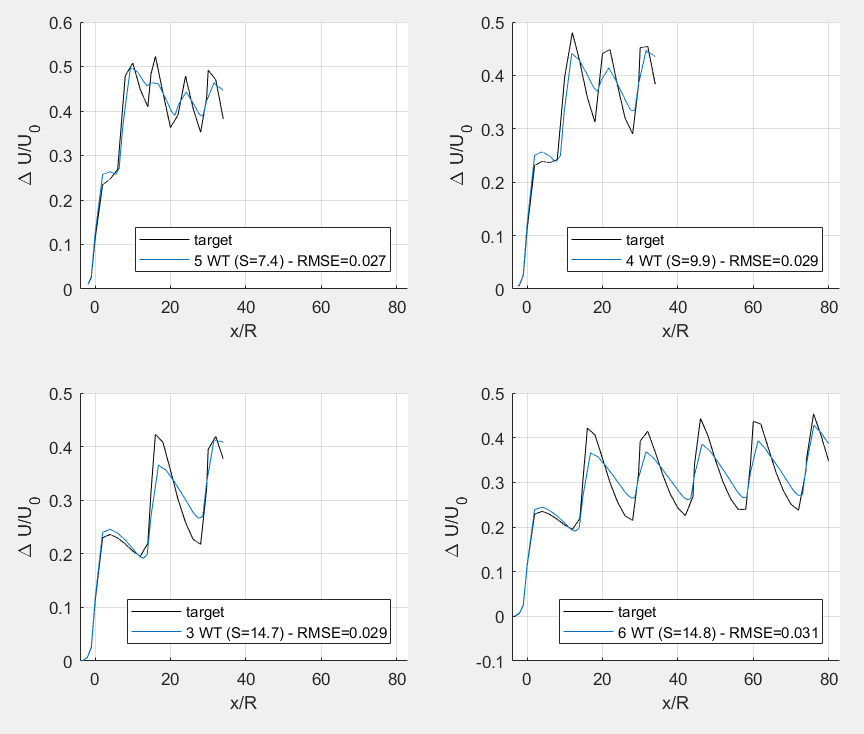 0.6
0.5
0.4
0.3
0.2
0.1
0
Δ U/U0
target
5 WT (S=7.4) - RMSE=0.027
0 20 40 60 80
x/R
0.5
0.4
0.3
0.2
0.1
0
Δ U/U0
target
4 WT (S=9.9) - RMSE=0.029
0 20 40 60 80
x/R
0.5
0.4
0.3
0.2
0.1
0
Δ U/U0
target
3 WT (S=14.7) - RMSE=0.029
0 20 40 60 80
x/R
0.5
0.4
0.3
0.2
0.1
0
-0.1
Δ U/U0
target
6 WT (S=14.8) - RMSE=0.031
0 20 40 60 80
x/R